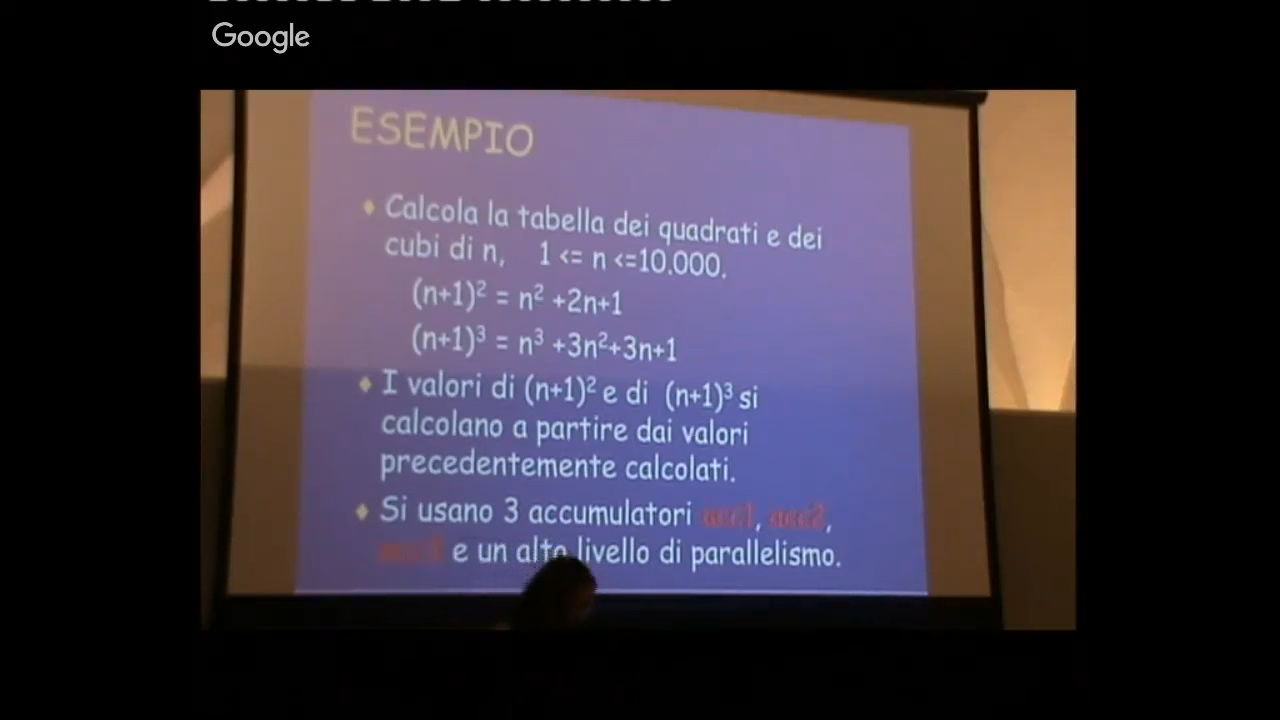 Google
ESEMPIO
♦ Calcola la tabella dei quadrati e dei
cubi di n, 1 <= n <=10.000.
(n+1)² = n² +2n+1
(n+1)³ = n³ +3n²+3n+1
♦ I valori di (n+1)² e di (n+1)³ si
calcolano a partire dai valori
precedentemente calcolati.
♦ Si usano 3 accumulatori acc1, acc2,
e un alto livello di parallelismo.